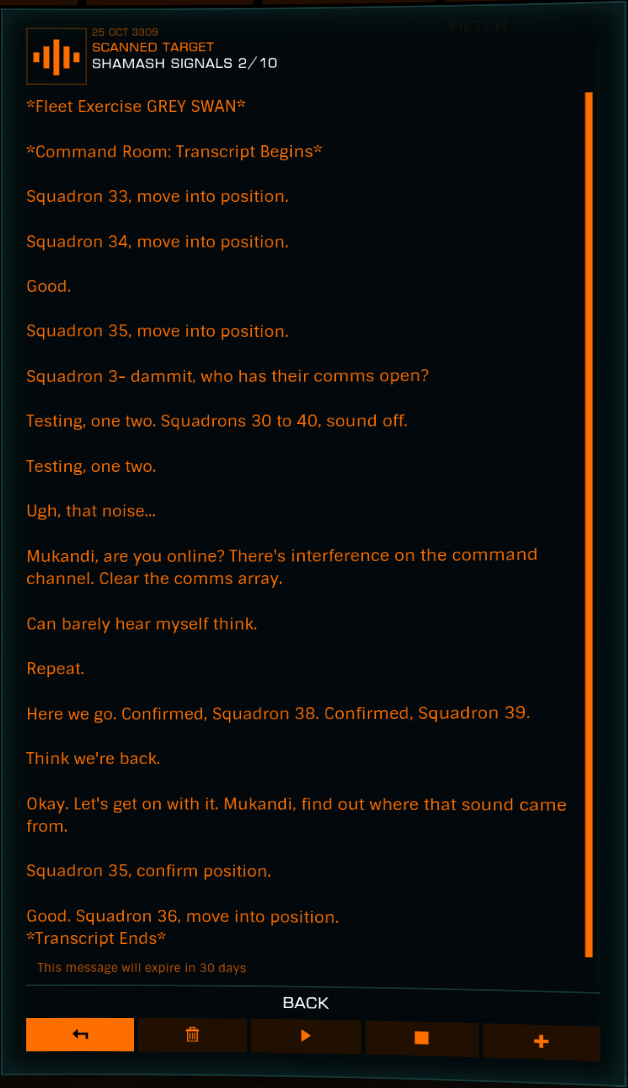 FILTER
25 OCT 3309
SCANNED TARGET
SHAMASH SIGNALS 2/10
*Fleet Exercise GREY SWAN*
*Command Room: Transcript Begins*
Squadron 33, move into position.
Squadron 34, move into position.
Good.
Squadron 35, move into position.
Squadron 3- dammit, who has their comms open?
Testing, one two. Squadrons 30 to 40, sound off.
Testing, one two.
Ugh, that noise...
Mukandi, are you online? There's interference on the command
channel. Clear the comms array.
Can barely hear myself think.
Repeat.
Here we go. Confirmed, Squadron 38. Confirmed, Squadron 39.
Think we're back.
Okay. Let's get on with it. Mukandi, find out where that sound came
from.
Squadron 35, confirm position.
Good. Squadron 36, move into position.
*Transcript Ends*
This message will expire in 30 days
BACK